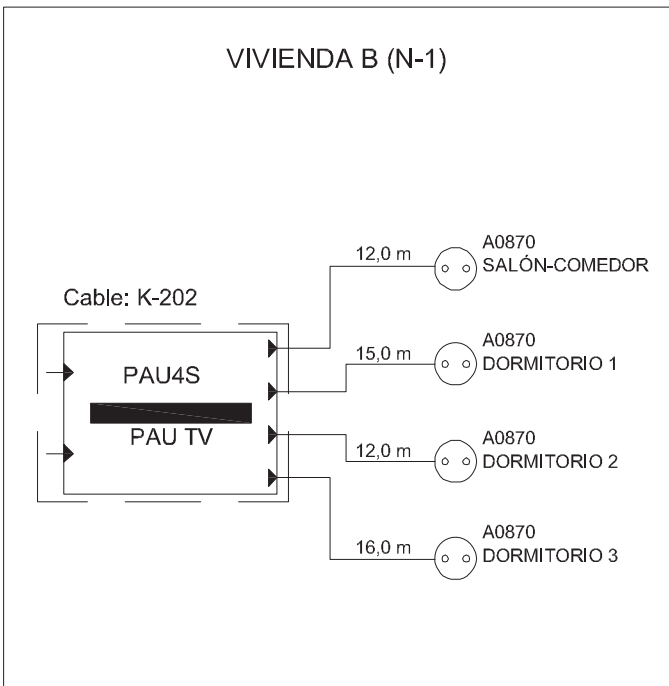 VIVIENDA B (N-1)
12,0 m
A0870
SALÓN-COMEDOR
Cable: K-202
15,0 m
A0870
DORMITORIO 1
PAU4S
PAU TV
12,0 m
A0870
DORMITORIO 2
16,0 m
A0870
DORMITORIO 3